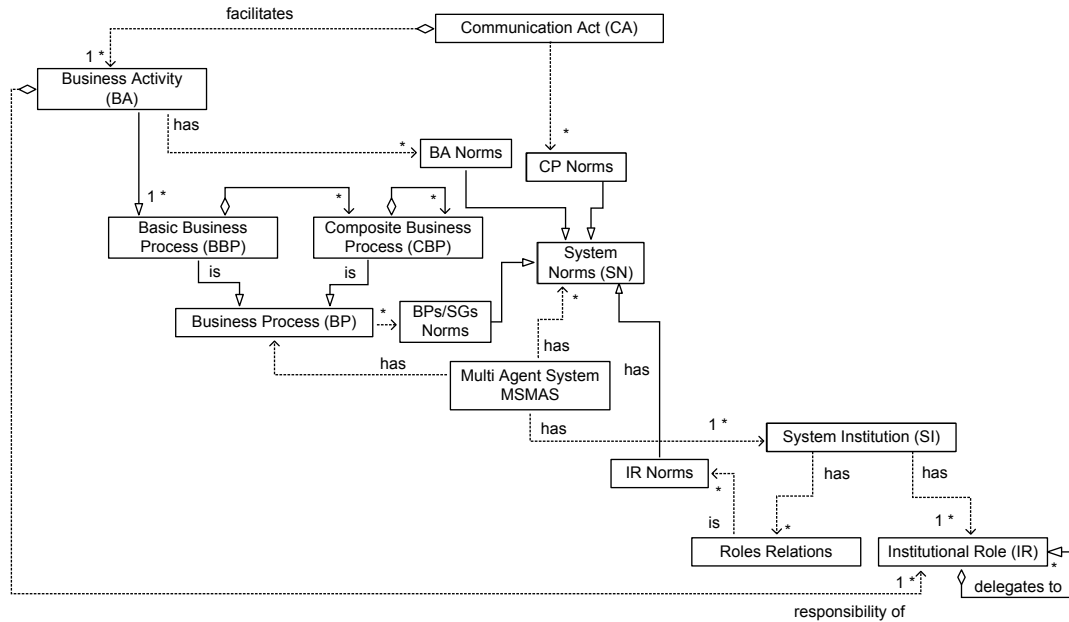 facilitates
Communication Act (CA)
1 *
Business Activity
(BA)
has
*
*
BA Norms
CP Norms
1 *
*
*
Basic Business
Process (BBP)
Composite Business
Process (CBP)
System
Norms (SN)
is
is
*
*
Business Process (BP)
BPs/SGs
Norms
has
has
has
Multi Agent System
MSMAS
has
1 *
System Institution (SI)
IR Norms
has
has
*
is
*
1 *
Roles Relations
Institutional Role (IR)
*
1 *
delegates to
responsibility of